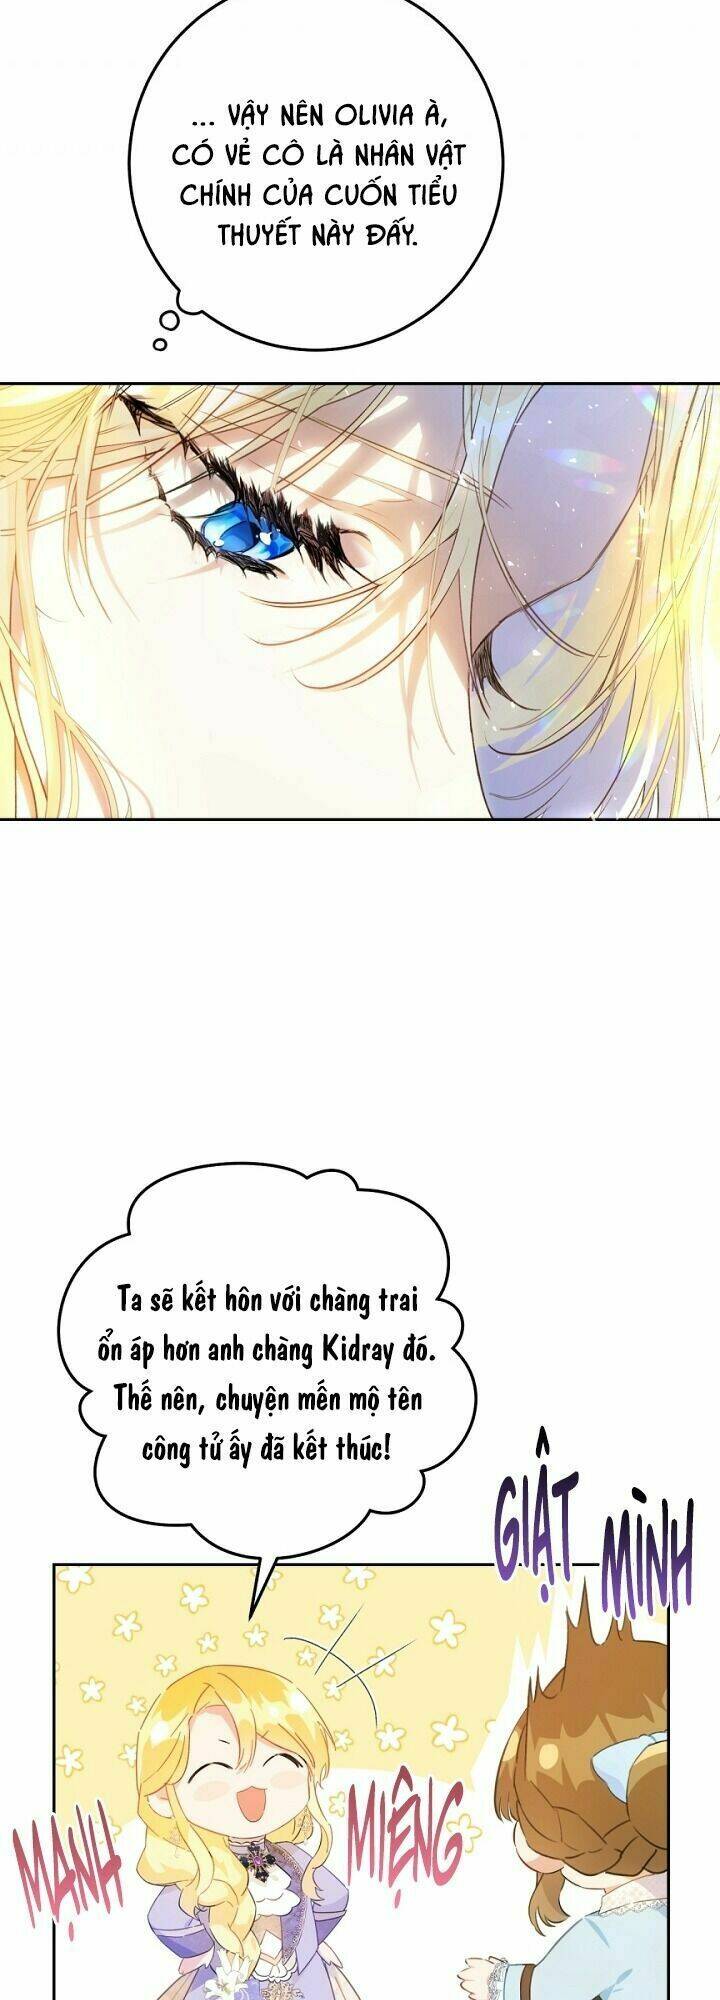 ... VẬY NÊN OLIVIA À,
CÓ VẺ CÔ LÀ NHÂN VẬT
CHÍNH CỦA CUỐN TIỂU
THUYẾT NÀY ĐẤY.
Ta sẽ kết hôn với chàng trai
ổn áp hơn anh chàng Kidray đó.
Thế nên, chuyện mến mộ tên
công tử ấy đã kết thúc!
GIẬT MÌNH
MẠNH MIỆNG